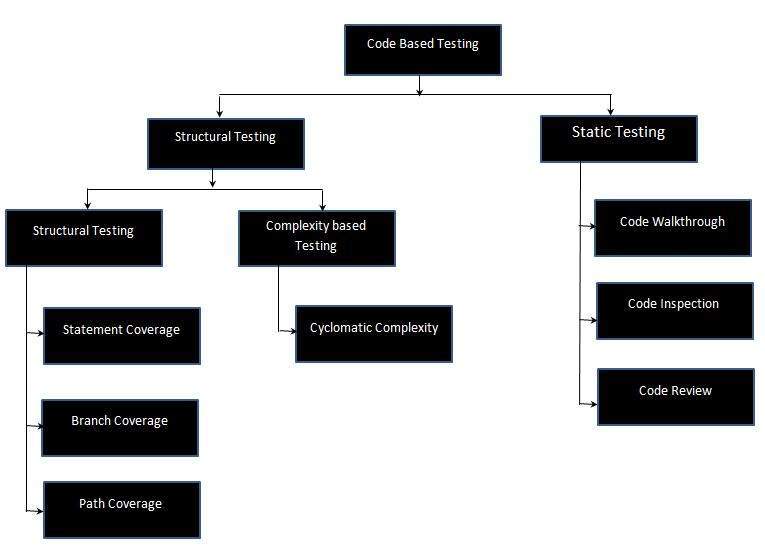 Code Based Testing
Structural Testing
Static Testing
Structural Testing
Complexity based
Testing
Code Walkthrough
Statement Coverage
Cyclomatic Complexity
Code Inspection
Branch Coverage
Code Review
Path Coverage